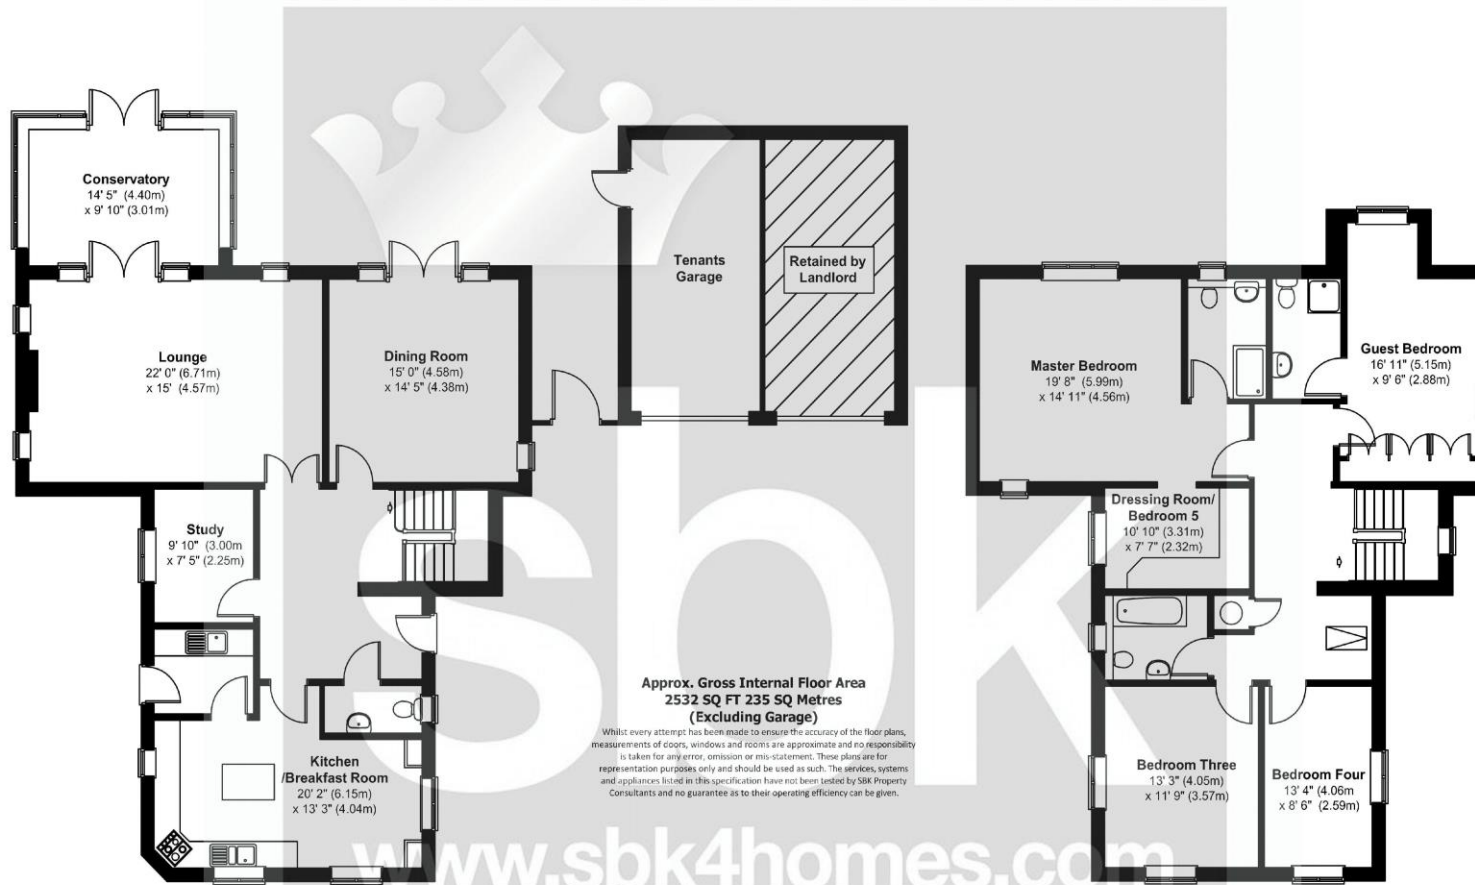 Conservatory
14' 5" (4.40m)
x 9' 10" (3.01m)
Lounge
22' 0" (6.71m)
x 15' (4.57m)
Dining Room
15' 0" (4.58m)
x 14' 5" (4.38m)
Study
9' 10" (3.00m
x 7' 5" (2.25m)
Kitchen
/Breakfast Room
20' 2" (6.15m)
x 13' 3" (4.04m)
Tenants
Garage
Retained by
Landlord
Master Bedroom
19' 8" (5.99m)
x 14' 11" (4.56m)
Guest Bedroom
16' 11" (5.15m)
x 9' 6" (2.88m)
Dressing Room/
Bedroom 5
10' 10" (3.31m)
x 7' 7" (2.32m)
Bedroom Three
13' 3" (4.05m)
x 11' 9" (3.57m)
Bedroom Four
13' 4" (4.06m
x 8' 6" (2.59m)
Approx. Gross Internal Floor Area
2532 SQ FT 235 SQ Metres
(Excluding Garage)
Whilst every attempt has been made to ensure the accuracy of the floor plans,
measurements of doors, windows and rooms are approximate and no responsibility
is taken for any error, omission or mis-statement. These plans are for
representation purposes only and should be used as such. The services, systems
and appliances listed in this specification have not been tested by SBK Property
Consultants and no guarantee as to their operating efficiency can be given.
sbk
www.sbk4homes.com